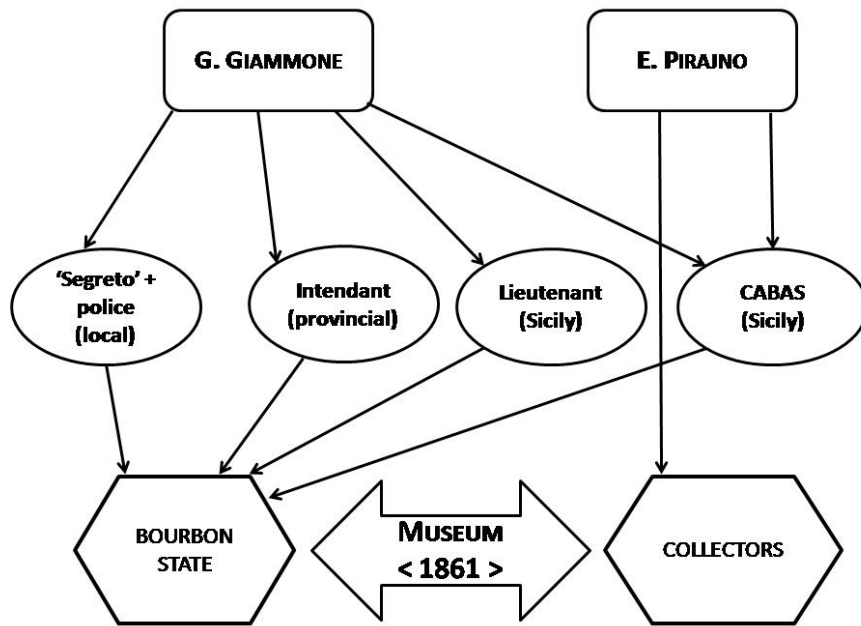 G. GIAMMONE
E. PIRAJNO
'Segreto' +
police
(local)
Intendant
(provincial)
Lieutenant
(Sicily)
CABAS
(Sicily)
BOURBON
STATE
MUSEUM
< 1861 >
COLLECTORS